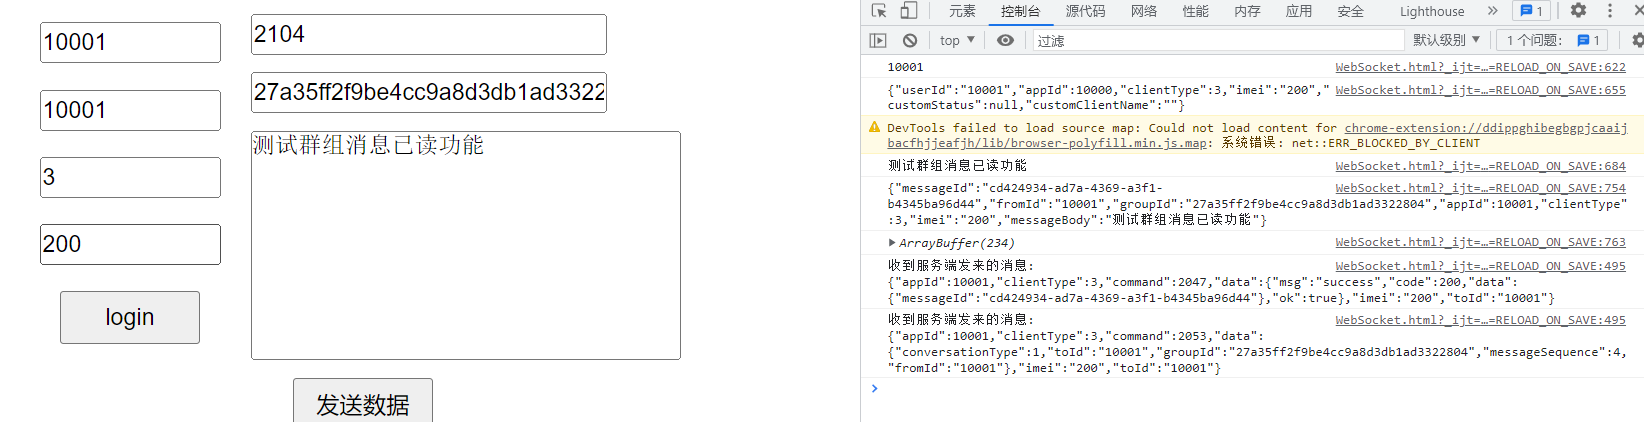 10001
10001
3
200
login
2104
27a35ff2f9be4cc9a8d3db1ad3322
测试群组消息已读功能
发送数据
元素 控制台 源代码 网络 性能 内存 应用 安全 Lighthouse » 1
top ▼ 过滤 默认级别 ▼ 1 个问题: 1
10001 WebSocket.html?_ijt=…=RELOAD_ON_SAVE:622
{"userId":"10001","appId":10000,"clientType":3,"imei":"200"," WebSocket.html?_ijt=…=RELOAD_ON_SAVE:655
customStatus":null,"customClientName":""}
DevTools failed to load source map: Could not load content for chrome-extension://ddippghibegbgpjcaaij
bacfhjjeafjh/lib/browser-polyfill.min.js.map: 系统错误: net::ERR_BLOCKED_BY_CLIENT
测试群组消息已读功能 WebSocket.html?_ijt=…=RELOAD_ON_SAVE:684
{"messageId":"cd424934-ad7a-4369-a3f1- WebSocket.html?_ijt=…=RELOAD_ON_SAVE:754
b4345ba96d44","fromId":"10001","groupId":"27a35ff2f9be4cc9a8d3db1ad3322804","appId":10001,"clientType"
:3,"imei":"200","messageBody":"测试群组消息已读功能"}
ArrayBuffer(234) WebSocket.html?_ijt=…=RELOAD_ON_SAVE:763
收到服务端发来的消息: WebSocket.html?_ijt=…=RELOAD_ON_SAVE:495
{"appId":10001,"clientType":3,"command":2047,"data":{"msg":"success","code":200,"data":
{"messageId":"cd424934-ad7a-4369-a3f1-b4345ba96d44"},"ok":true},"imei":"200","toId":"10001"}
收到服务端发来的消息: WebSocket.html?_ijt=…=RELOAD_ON_SAVE:495
{"appId":10001,"clientType":3,"command":2053,"data":
{"conversationType":1,"toId":"10001","groupId":"27a35ff2f9be4cc9a8d3db1ad3322804","messageSequence":4,
"fromId":"10001"},"imei":"200","toId":"10001"}